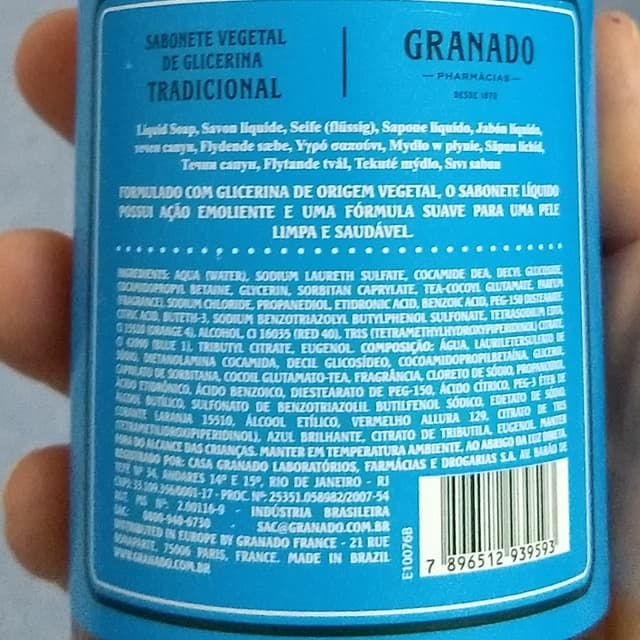 SABONETE VEGETAL
DE GLICERINA
TRADICIONAL
GRANADO
PHARMÁCIAS
DESDE 1870
Liquid Soap, Savon liquide, Seife (flüssig), Sapone liquido, Jabón liquido,
течен сапун, Flydende sæbe, Υγρό σαπούνι, Mydło w płynie, Săpun lichid,
Течни сапун, Flytande tvål, Tekuté mýdlo, Sıvı sabun
FORMULADO COM GLICERINA DE ORIGEM VEGETAL, O SABONETE LÍQUIDO
POSSUI AÇÃO EMOLIENTE E UMA FÓRMULA SUAVE PARA UMA PELE
LIMPA E SAUDÁVEL.
INGREDIENTS: AQUA (WATER), SODIUM LAURETH SULFATE, COCAMIDE DEA, DECYL GLUCOSIDE,
COCAMIDOPROPYL BETAINE, GLYCERIN, SORBITAN CAPRYLATE, TEA-COCOYL GLUTAMATE, PARFUM
(FRAGRANCE), SODIUM CHLORIDE, PROPANEDIOL, ETIDRONIC ACID, BENZOIC ACID, PEG-150 DISTEARATE,
CITRIC ACID, BUTETH-3, SODIUM BENZOTRIAZOLYL BUTYLPHENOL SULFONATE, TETRASODIUM EDTA,
CI 15510 (ORANGE 4), ALCOHOL, CI 16035 (RED 40), TRIS (TETRAMETHYLHYDROXYPIPERIDINOL) CITRATE,
CI 42090 (BLUE 1), TRIBUTYL CITRATE, EUGENOL. COMPOSIÇÃO: ÁGUA, LAURILETERSULFATO DE
SÓDIO, DIETANOLAMINA COCAMIDA, DECIL GLICOSÍDEO, COCOAMIDOPROPILBETAÍNA, GLICERINA,
CAPRILATO DE SORBITANA, COCOIL GLUTAMATO-TEA, FRAGRÂNCIA, CLORETO DE SÓDIO, PROPANODIOL,
ÁCIDO ETIDRÔNICO, ÁCIDO BENZOICO, DIESTEARATO DE PEG-150, ÁCIDO CÍTRICO, PEG-3 ÉTER DE
ÁLCOOL BUTÍLICO, SULFONATO DE BENZOTRIAZOLIL BUTILFENOL SÓDICO, EDETATO DE SÓDIO,
CORANTE LARANJA 15510, ÁLCOOL ETÍLICO, VERMELHO ALLURA 129, CITRATO DE TRIS
(TETRAMETILHIDROXIPIPERIDINOL), AZUL BRILHANTE, CITRATO DE TRIBUTILA, EUGENOL. MANTER
FORA DO ALCANCE DAS CRIANÇAS. MANTER EM TEMPERATURA AMBIENTE, AO ABRIGO DA LUZ DIRETA.
REGISTRADO POR: CASA GRANADO LABORATÓRIOS, FARMÁCIAS E DROGARIAS S.A. AV. BARÃO DE
TEFÉ Nº 34, ANDARES 14º E 15º, RIO DE JANEIRO - RJ
CNPJ: 33.109.356/0001-17 - PROC. Nº: 25351.058982/2007-54
AUT. MS Nº: 2.00116-9 - INDÚSTRIA BRASILEIRA
SAC: 0800-940-6730 - SAC@GRANADO.COM.BR
DISTRIBUTED IN EUROPE BY GRANADO FRANCE - 21 RUE
BONAPARTE, 75006 PARIS, FRANCE. MADE IN BRAZIL
WWW.GRANADO.COM.BR
E10076B
7 896512 939593